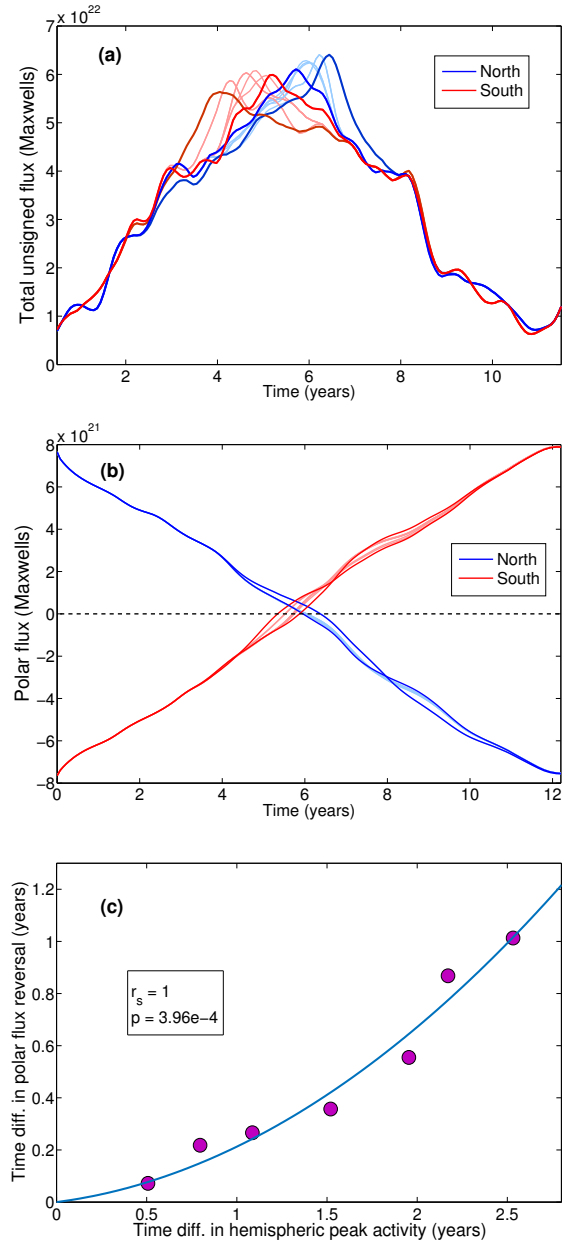 x 10^22
(a)
7
6
5
4
3
2
1
0
Total unsigned flux (Maxwells)
North
South
2 4 6 8 10
Time (years)
x 10^21
(b)
8
6
4
2
0
−2
−4
−6
−8
Polar flux (Maxwells)
North
South
0 2 4 6 8 10 12
Time (years)
(c)
1.2
1
0.8
0.6
0.4
0.2
0
Time diff. in polar flux reversal (years)
r_s = 1
p = 3.96e−4
0 0.5 1 1.5 2 2.5
Time diff. in hemispheric peak activity (years)